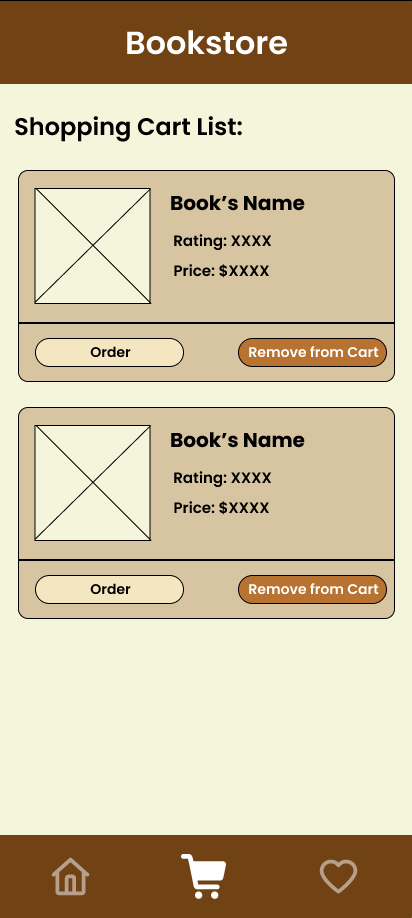 Bookstore
Shopping Cart List:
Book’s Name
Rating: XXXX
Price: $XXXX
Order
Remove from Cart
Book’s Name
Rating: XXXX
Price: $XXXX
Order
Remove from Cart